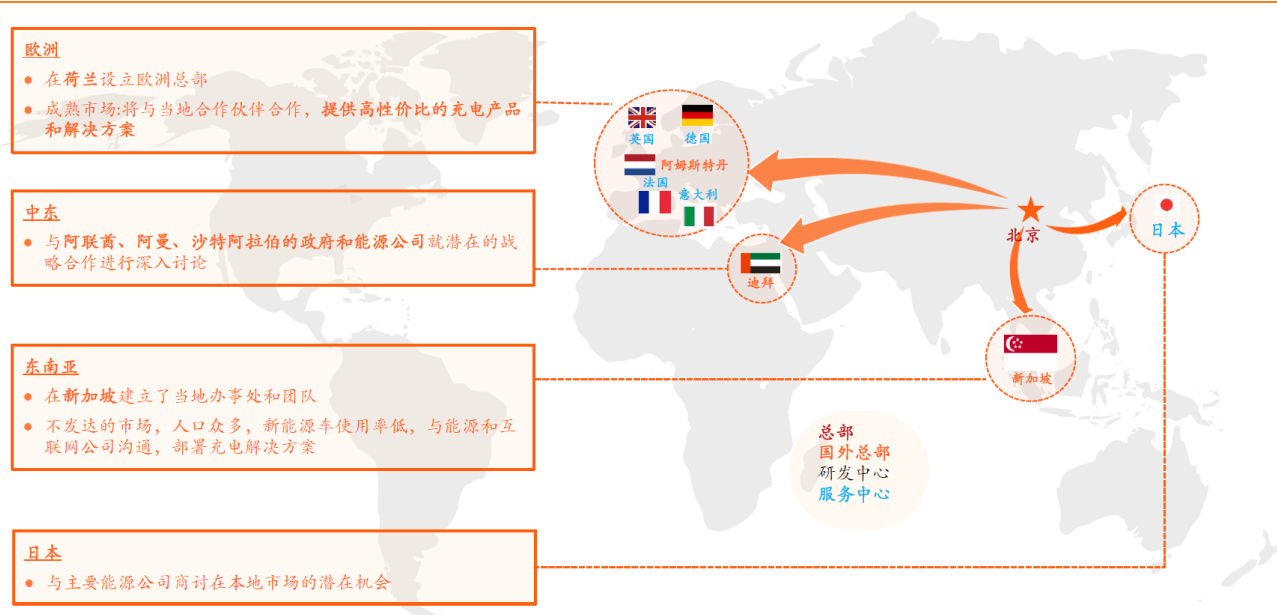 欧洲
在荷兰设立欧洲总部
成熟市场:将与当地合作伙伴合作，提供高性价比的充电产品
和解决方案
中东
与阿联酋、阿曼、沙特阿拉伯的政府和能源公司就潜在的战
略合作进行深入讨论
东南亚
在新加坡建立了当地办事处和团队
不发达的市场，人口众多，新能源车使用率低，与能源和互
联网公司沟通，部署充电解决方案
日本
与主要能源公司商讨在本地市场的潜在机会
英国
德国
阿姆斯特丹
法国
意大利
迪拜
北京
日本
新加坡
总部
国外总部
研发中心
服务中心